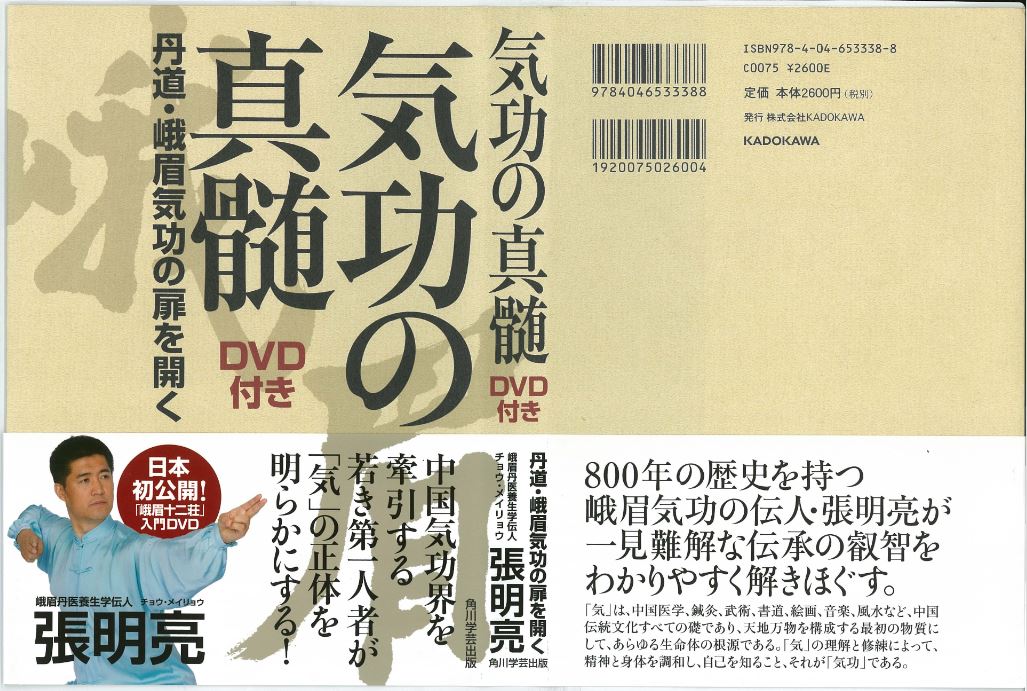 気功の
真髄
丹道・峨眉気功の扉を開く
DVD
付き
日本
初公開!
「峨眉十二荘」
入門DVD
中国気功界を
牽引する
若き第一人者が
「気」の正体を
明らかにする!
峨眉丹医養生学伝人 チョウ・メイリョウ
張明亮
角川学芸出版
気功の真髄
DVD
付き
丹道・峨眉気功の扉を開く
峨眉丹医養生学伝人
チョウ・メイリョウ
張明亮
角川学芸出版
9784046533388
1920075026004
ISBN978-4-04-653338-8
C0075 ¥2600E
定価 本体2600円(税別)
発行 株式会社KADOKAWA
KADOKAWA
800年の歴史を持つ
峨眉気功の伝人・張明亮が
一見難解な伝承の叡智を
わかりやすく解きほぐす。
「気」は、中国医学、鍼灸、武術、書道、絵画、音楽、風水など、中国
伝統文化すべての礎であり、天地万物を構成する最初の物質に
して、あらゆる生命体の根源である。「気」の理解と修練によって、
精神と身体を調和し、自己を知ること、それが「気功」である。